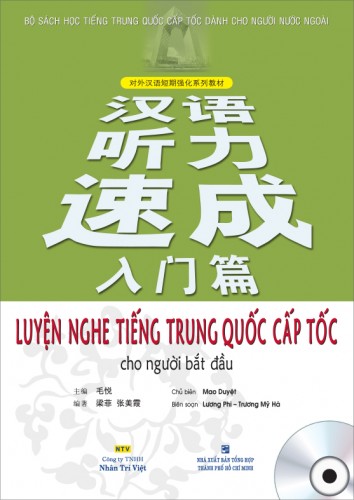 BỘ SÁCH HỌC TIẾNG TRUNG QUỐC CẤP TỐC DÀNH CHO NGƯỜI NƯỚC NGOÀI
对外汉语短期强化系列教材
汉语
听力
速成
入门篇
LUYỆN NGHE TIẾNG TRUNG QUỐC CẤP TỐC
cho người bắt đầu
主编 毛悦 Chủ biên Mao Duyệt
编著 梁菲 张美霞 Biên soạn Lương Phi – Trương Mỹ Hà
NTV
Công ty TNHH
Nhân Trí Việt
NHÀ XUẤT BẢN TỔNG HỢP
THÀNH PHỐ HỒ CHÍ MINH